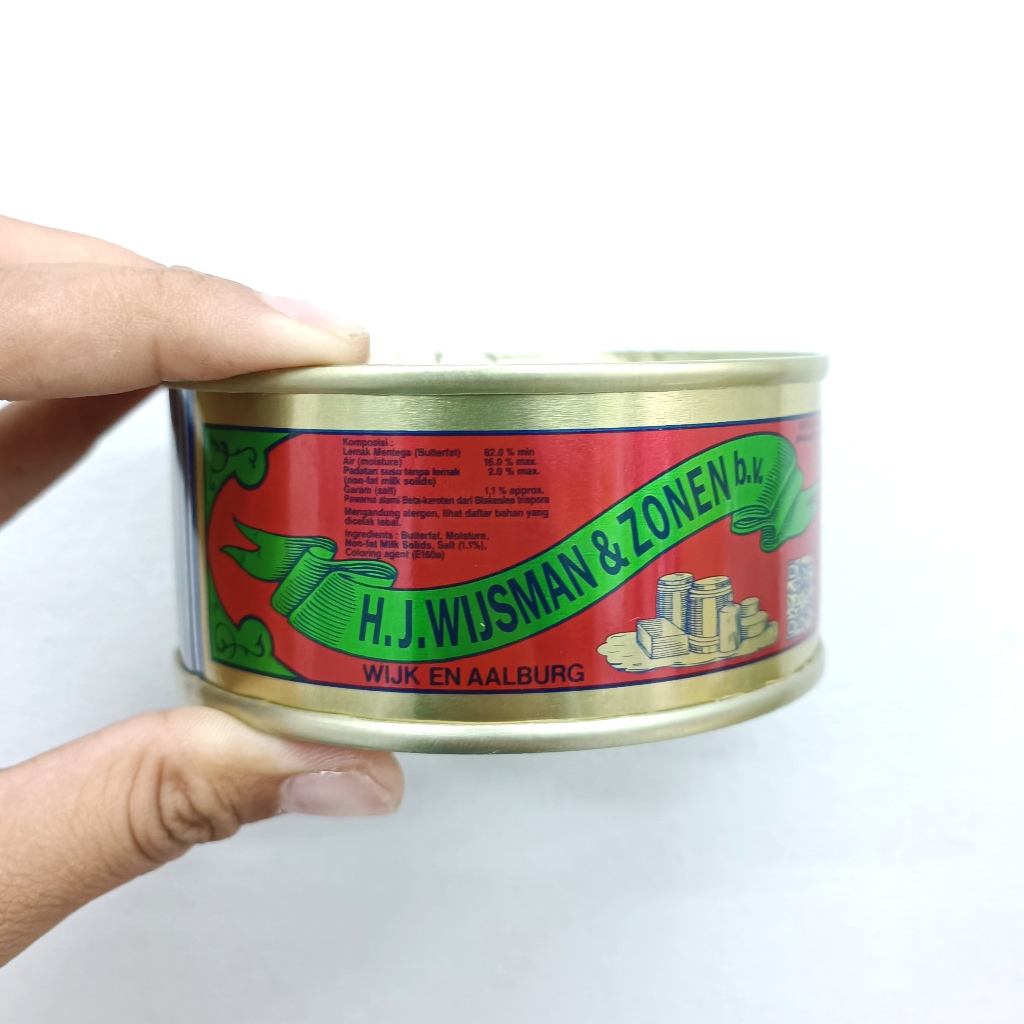 Komposisi :
Lemak Mentega (Butterfat) 82.0 % min
Air (moisture) 16.0 % max.
Padatan susu tanpa lemak 2.0 % max.
(non-fat milk solids)
Garam (salt) 1,1 % approx.
Pewarna alami Beta-karoten dari Blakeslea trispora
Mengandung alergen, lihat daftar bahan yang
dicetak tebal.
Ingredients : Butterfat, Moisture,
Non-fat Milk Solids, Salt (1.1%),
Coloring agent (E160a)
H.J.WIJSMAN & ZONEN b.v.
WIJK EN AALBURG